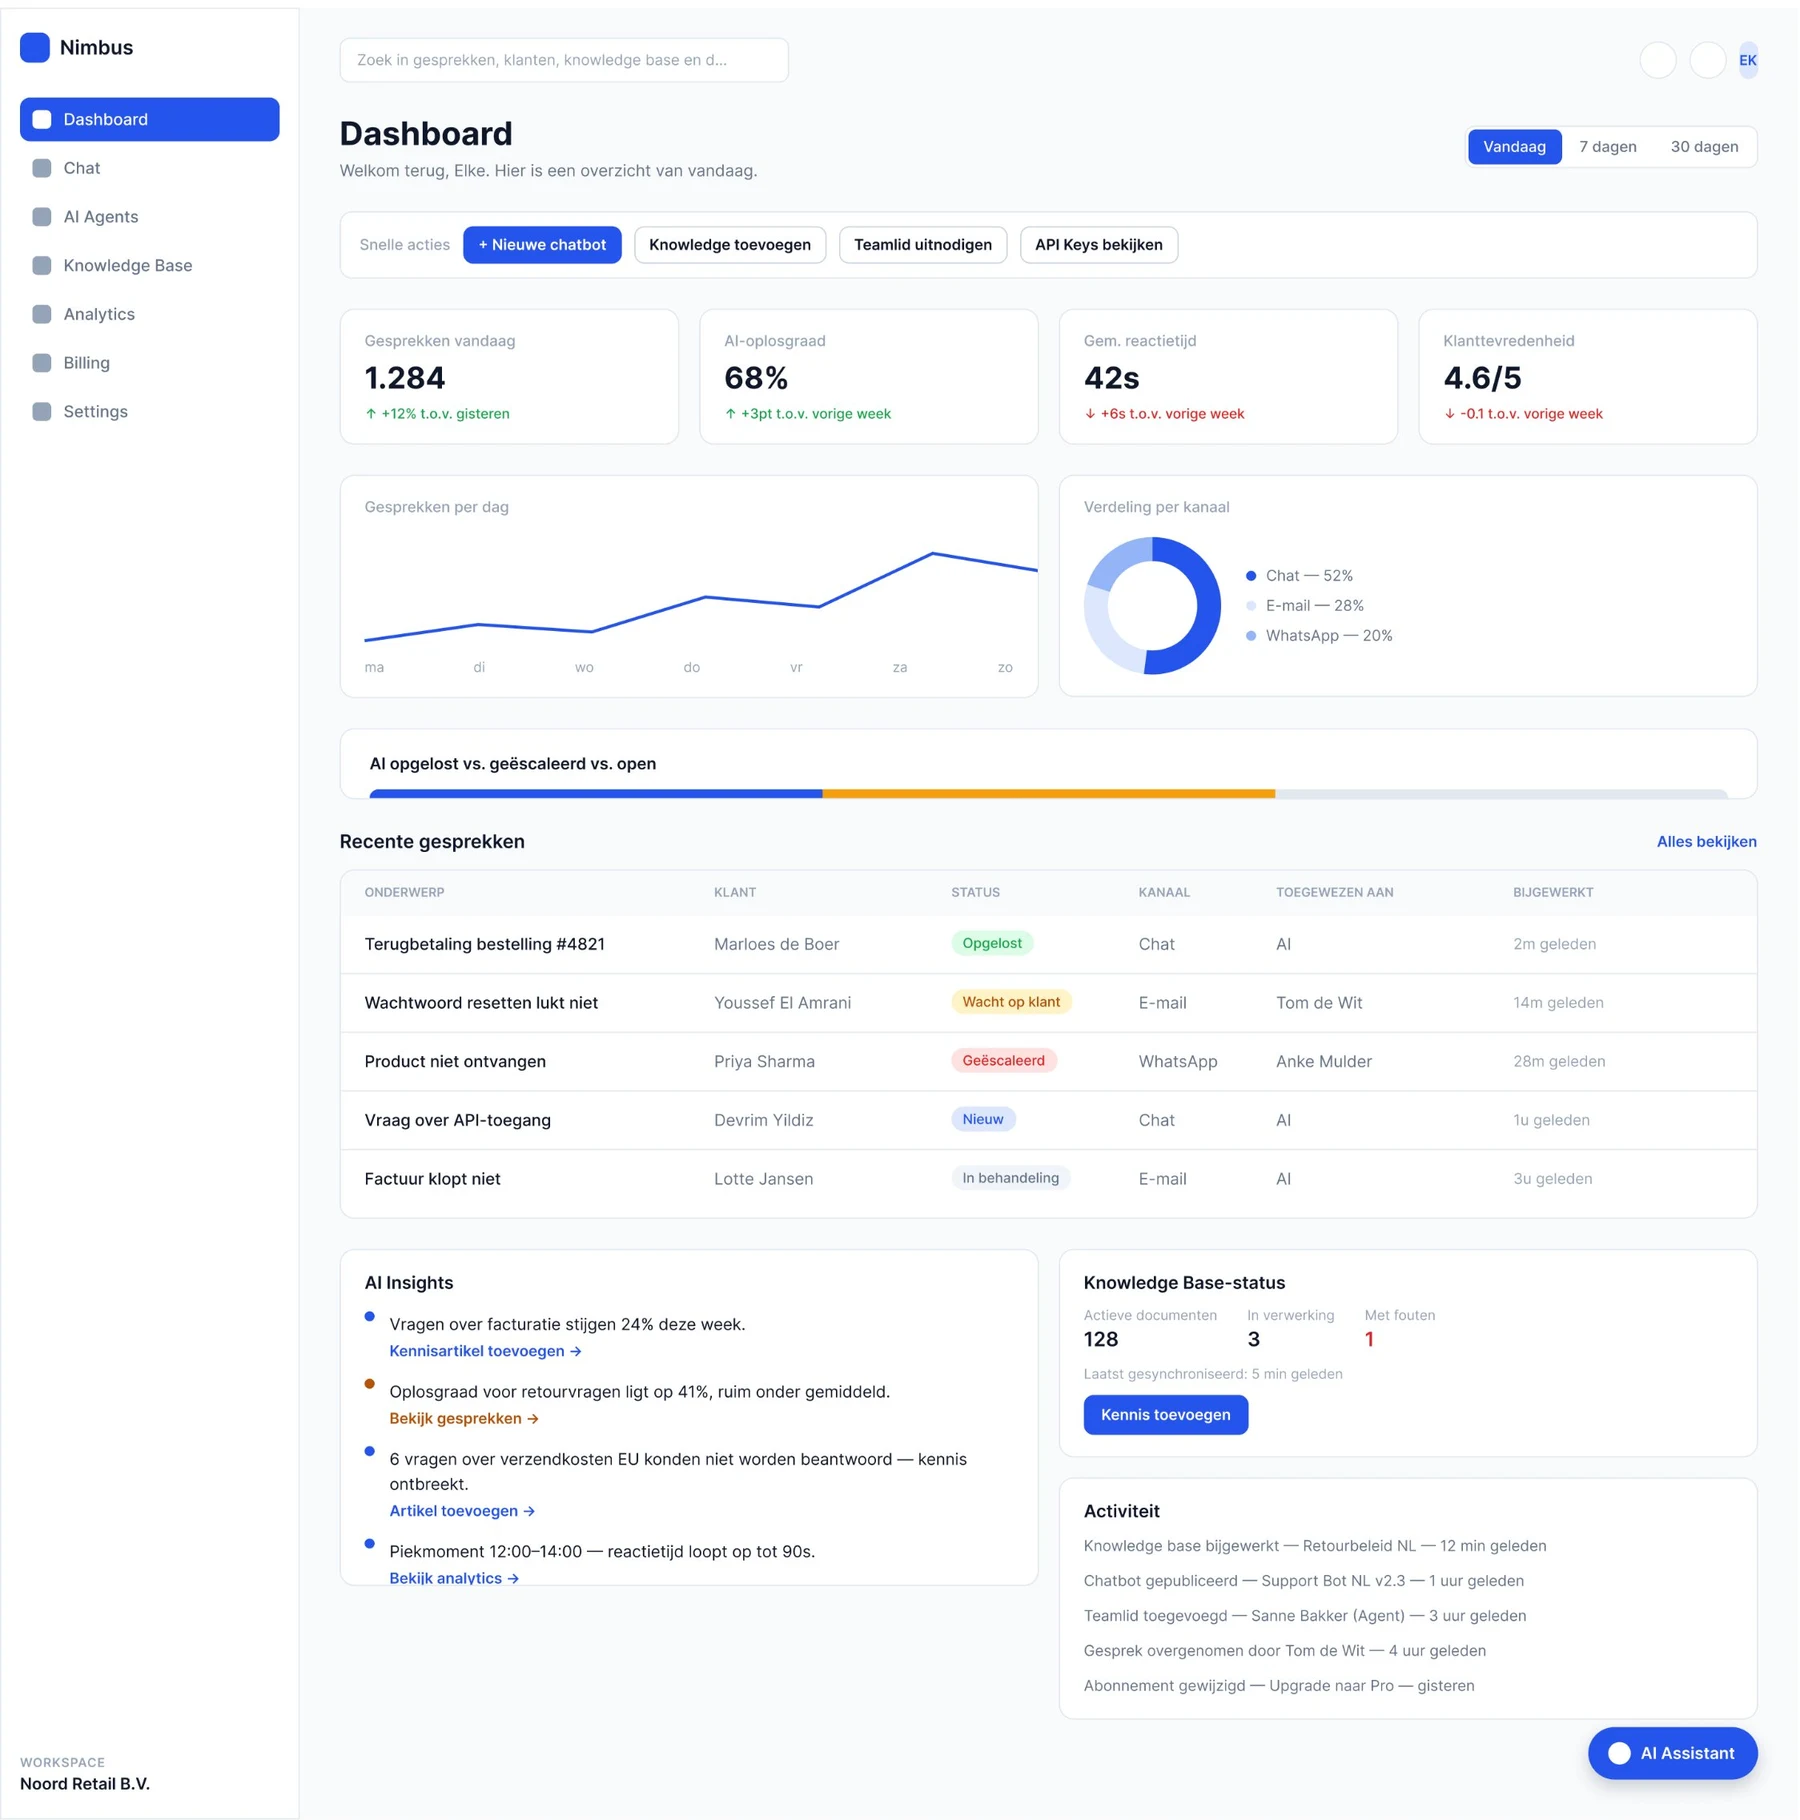 Nimbus
Dashboard
Chat
AI Agents
Knowledge Base
Analytics
Billing
Settings
WORKSPACE
Noord Retail B.V.
Zoek in gesprekken, klanten, knowledge base en d...
EK
Dashboard
Welkom terug, Elke. Hier is een overzicht van vandaag.
Vandaag 7 dagen 30 dagen
Snelle acties + Nieuwe chatbot Knowledge toevoegen Teamlid uitnodigen API Keys bekijken
Gesprekken vandaag
1.284
↑ +12% t.o.v. gisteren
AI-oplosgraad
68%
↑ +3pt t.o.v. vorige week
Gem. reactietijd
42s
↓ +6s t.o.v. vorige week
Klanttevredenheid
4.6/5
↓ -0.1 t.o.v. vorige week
Gesprekken per dag
ma di wo do vr za zo
Verdeling per kanaal
Chat — 52%
E-mail — 28%
WhatsApp — 20%
AI opgelost vs. geëscaleerd vs. open
Recente gesprekken Alles bekijken
ONDERWERP KLANT STATUS KANAAL TOEGEWEZEN AAN BIJGEWERKT
Terugbetaling bestelling #4821 Marloes de Boer Opgelost Chat AI 2m geleden
Wachtwoord resetten lukt niet Youssef El Amrani Wacht op klant E-mail Tom de Wit 14m geleden
Product niet ontvangen Priya Sharma Geëscaleerd WhatsApp Anke Mulder 28m geleden
Vraag over API-toegang Devrim Yildiz Nieuw Chat AI 1u geleden
Factuur klopt niet Lotte Jansen In behandeling E-mail AI 3u geleden
AI Insights
Vragen over facturatie stijgen 24% deze week.
Kennisartikel toevoegen →
Oplosgraad voor retourvragen ligt op 41%, ruim onder gemiddeld.
Bekijk gesprekken →
6 vragen over verzendkosten EU konden niet worden beantwoord — kennis
ontbreekt.
Artikel toevoegen →
Piekmoment 12:00–14:00 — reactietijd loopt op tot 90s.
Bekijk analytics →
Knowledge Base-status
Actieve documenten In verwerking Met fouten
128 3 1
Laatst gesynchroniseerd: 5 min geleden
Kennis toevoegen
Activiteit
Knowledge base bijgewerkt — Retourbeleid NL — 12 min geleden
Chatbot gepubliceerd — Support Bot NL v2.3 — 1 uur geleden
Teamlid toegevoegd — Sanne Bakker (Agent) — 3 uur geleden
Gesprek overgenomen door Tom de Wit — 4 uur geleden
Abonnement gewijzigd — Upgrade naar Pro — gisteren
AI Assistant